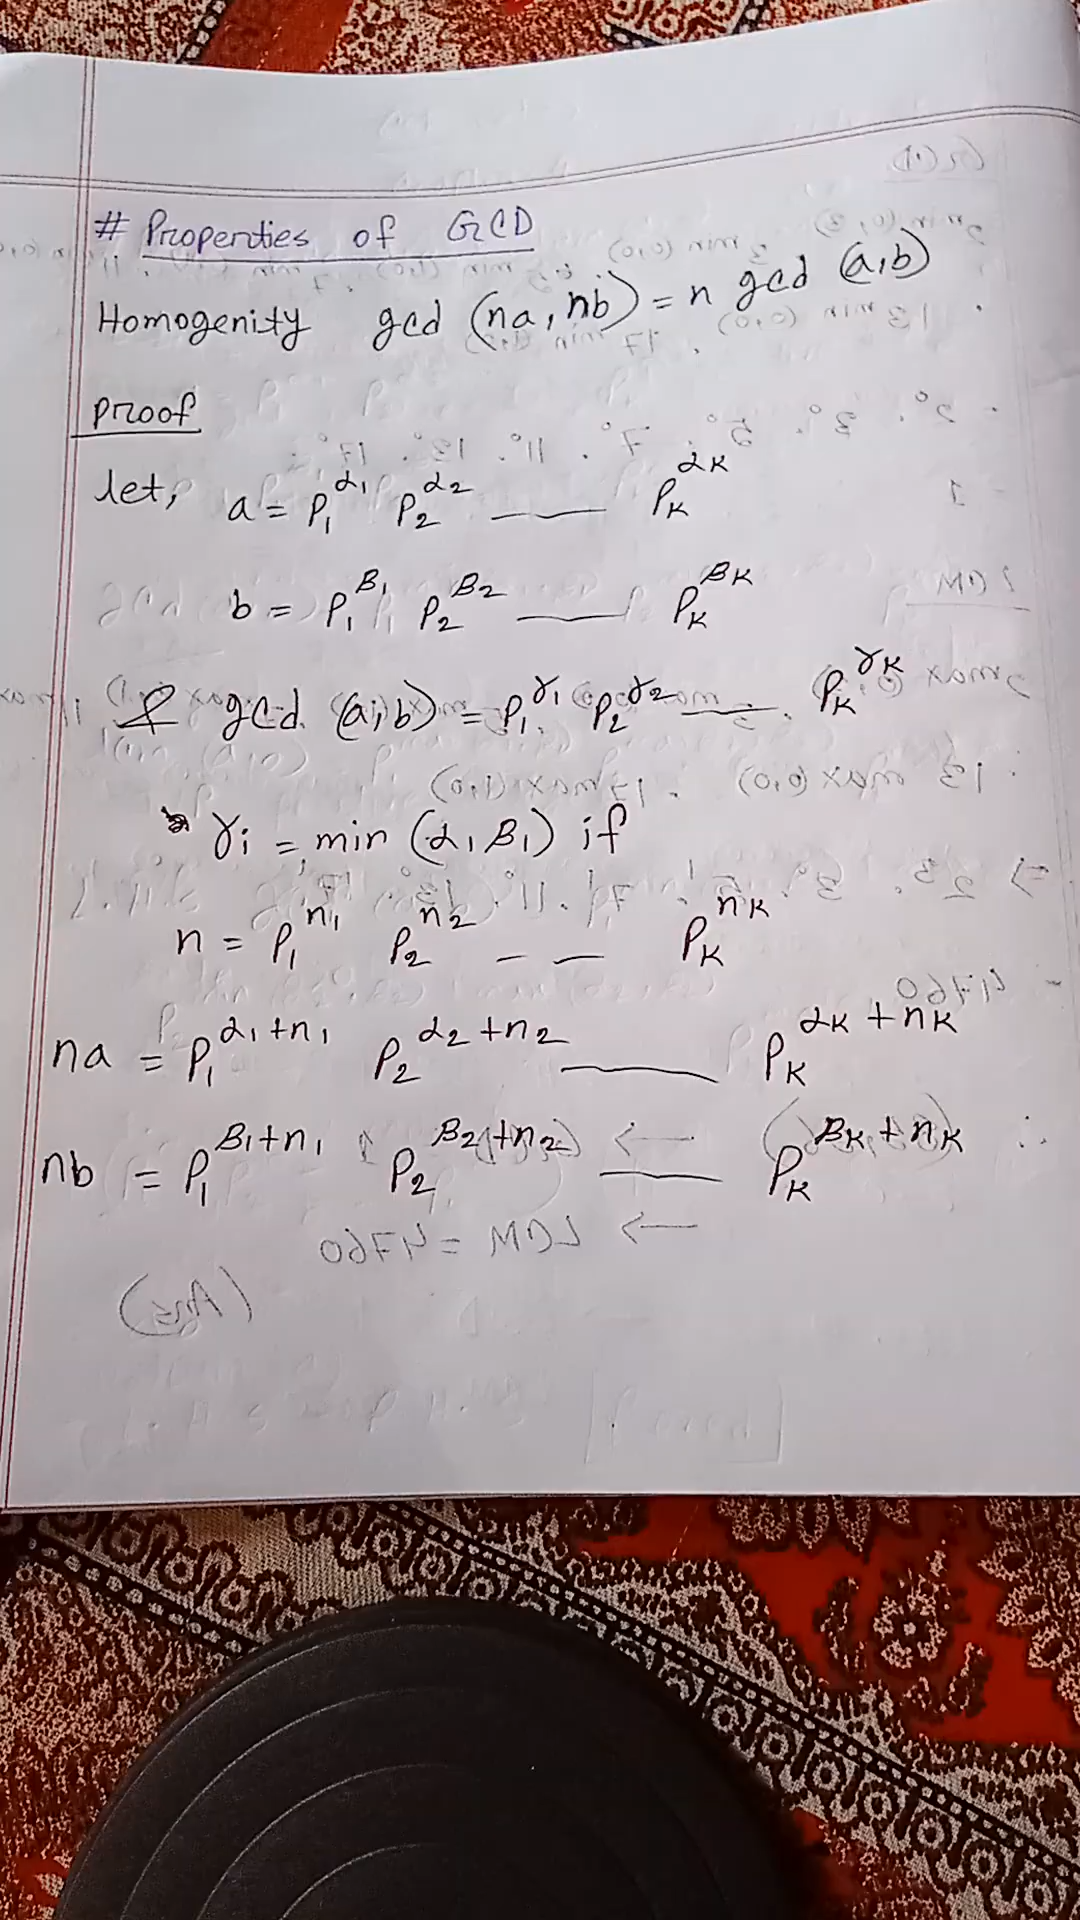 # Properties of GCD
Homogenity gcd (na, nb) = n gcd (a,b)
Proof
let, a = P₁^α₁ P₂^α₂ —— Pₖ^αₖ
b = P₁^β₁ P₂^β₂ —— Pₖ^βₖ
& gcd (a,b) = P₁^γ₁ P₂^γ₂ —— Pₖ^γₖ
γi = min (α₁ β₁) if
n = P₁^n₁ P₂^n₂ — — Pₖ^nₖ
na = P₁^α₁+n₁ P₂^α₂+n₂ —— Pₖ^αₖ+nₖ
nb = P₁^β₁+n₁ P₂^β₂+n₂ —— Pₖ^βₖ+nₖ